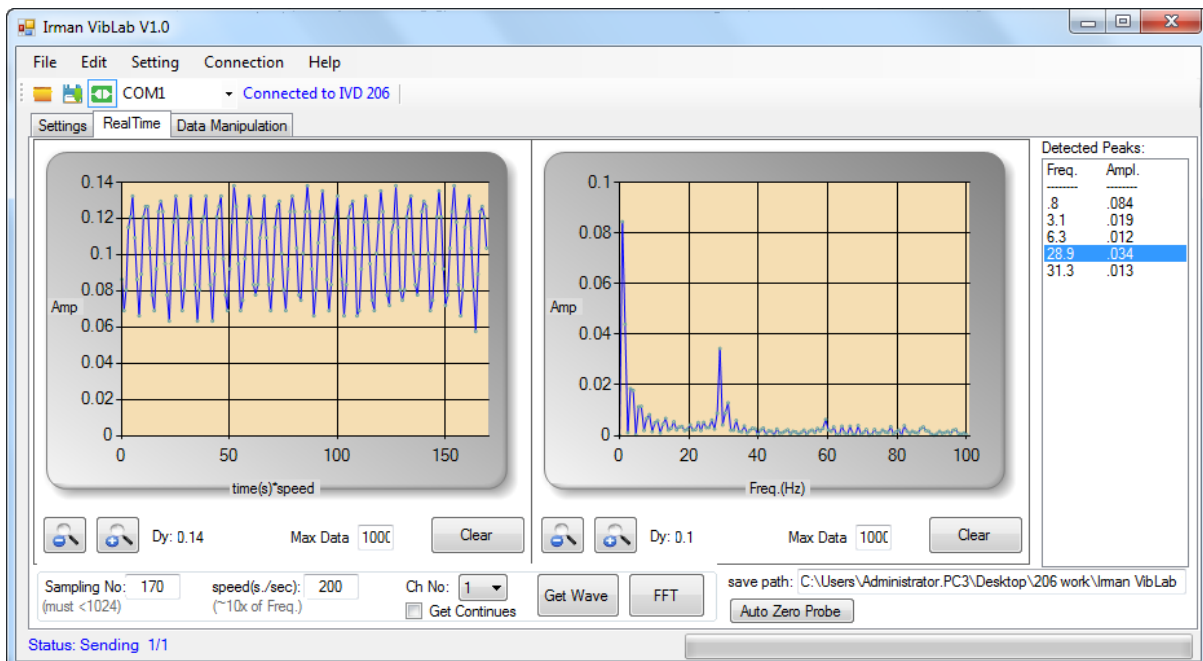 Irman VibLab V1.0
File Edit Setting Connection Help
COM1 Connected to IVD 206
Settings RealTime Data Manipulation
0.14
0.12
0.1
0.08
Amp
0.06
0.04
0.02
0
0 50 100 150
time(s)*speed
0.1
0.08
0.06
Amp
0.04
0.02
0
0 20 40 60 80 100
Freq.(Hz)
Detected Peaks:
Freq. Ampl.
-------- --------
.8 .084
3.1 .019
6.3 .012
28.9 .034
31.3 .013
Dy: 0.14 Max Data 1000 Clear
Dy: 0.1 Max Data 1000 Clear
Sampling No: 170 speed(s./sec): 200 Ch No: 1
(must <1024) (~10x of Freq.) Get Continues
Get Wave FFT
save path: C:\Users\Administrator.PC3\Desktop\206 work\Irman VibLab
Auto Zero Probe
Status: Sending 1/1